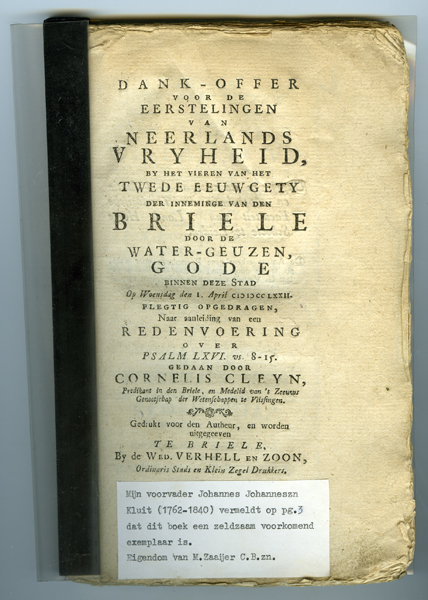 DANK-OFFER
VOOR DE
EERSTELINGEN
VAN
NEERLANDS
VRYHEID,
BY HET VIEREN VAN HET
TWEDE EEUWGETY
DER INNEMINGE VAN DEN
BRIELE
DOOR DE
WATER-GEUZEN,
GODE
BINNEN DEZE STAD
Op Woensdag den 1. April CIƆIƆCCLXXII.
PLEGTIG OPGEDRAGEN,
Naar aanleiding van een
REDENVOERING
OVER
PSALM LXVI. vs. 8-15.
GEDAAN DOOR
CORNELIS CLEYN,
Predikant in den Briele, en Medelid van 't Zeeuws
Genootschap der Wetenschappen te Vlissingen.
Gedrukt voor den Autheur, en worden
uitgegeeven
TE BRIELE,
By de WED. VERHELL EN ZOON,
Ordinaris Stads en Klein Zegel Drukkers.
Mijn voorvader Johannes Johanneszn
Kluit (1762-1840) vermeldt op pg.3
dat dit boek een zeldzaam voorkomend
exemplaar is.
Eigendom van M.Zaaijer C.B.zn.